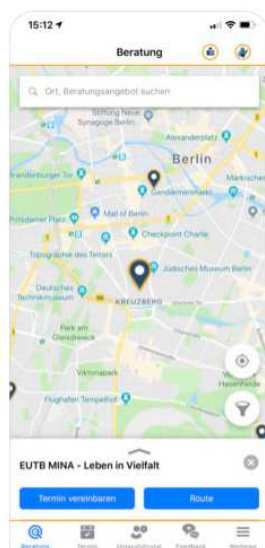 15:12
Beratung
Ort, Beratungsangebot suchen
Stiftung Neue
Synagoge Berlin
Alexanderplatz
Berlin
Märkisches
Brandenburger Tor
Gendarmenmarkt
Potsdamer Platz
Mall of Berlin
Checkpoint Charlie
Topographie des Terrors
Jüdisches Museum Berlin
Deutsches
Technikmuseum
KREUZBERG
Park am
Gleisdreieck
Viktoriapark
Hasenheide
Flughafen Tempelhof
EUTB MINA - Leben in Vielfalt
Termin vereinbaren
Route
Beratung
Termin
Feedback